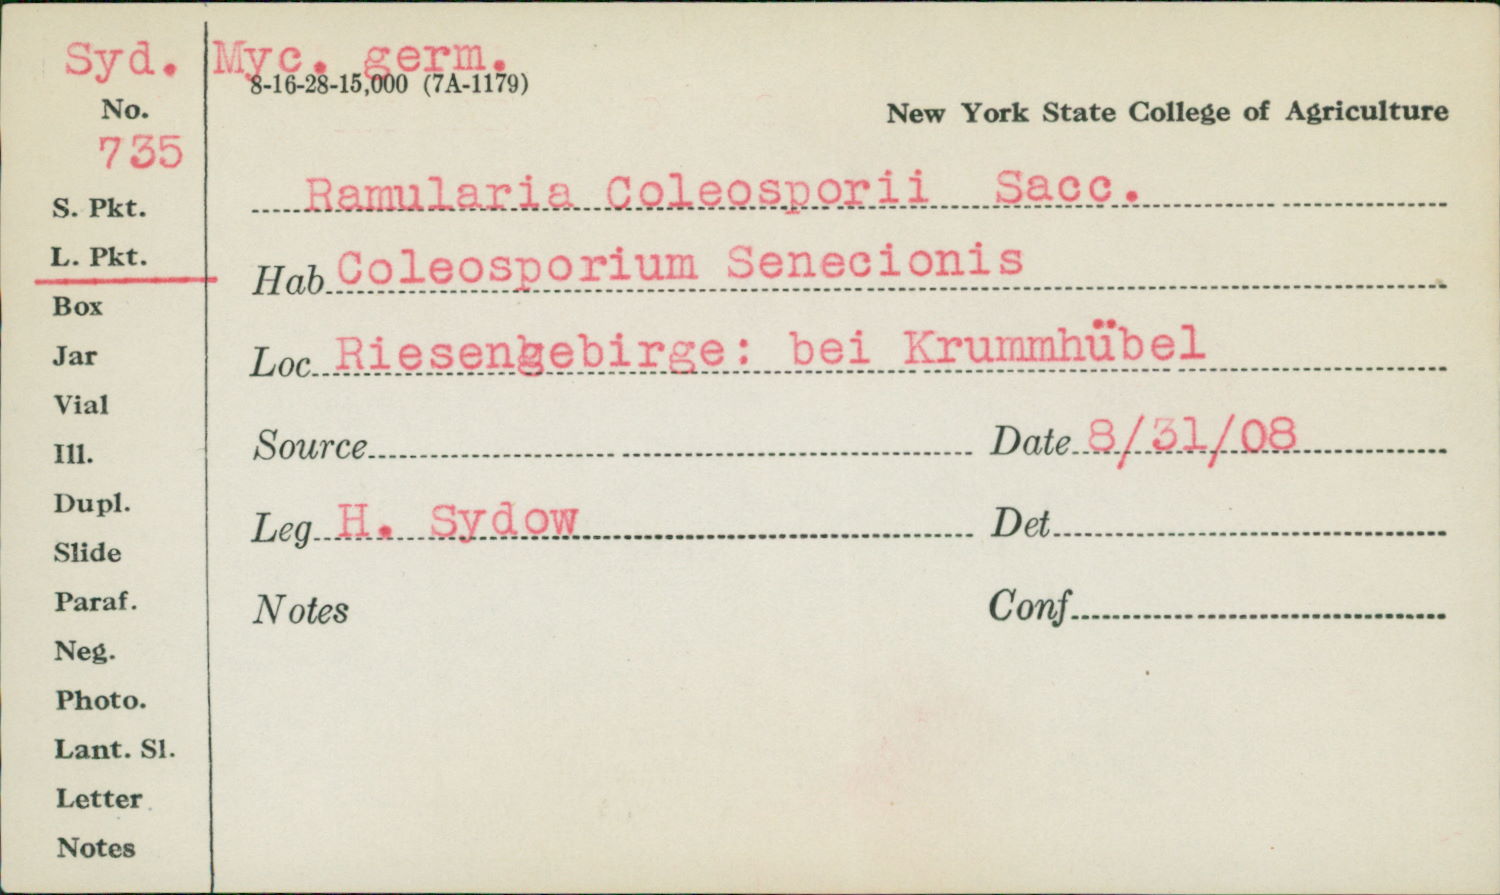 Syd. Myc. germ.
8-16-28-15,000 (7A-1179)
New York State College of Agriculture
No.
735
S. Pkt.
L. Pkt.
Box
Jar
Vial
Ill.
Dupl.
Slide
Paraf.
Neg.
Photo.
Lant. Sl.
Letter
Notes
Ramularia Coleosporii Sacc.
Hab Coleosporium Senecionis
Loc Riesengebirge: bei Krummhübel
Source Date 8/31/08
Leg H. Sydow Det
Notes Conf